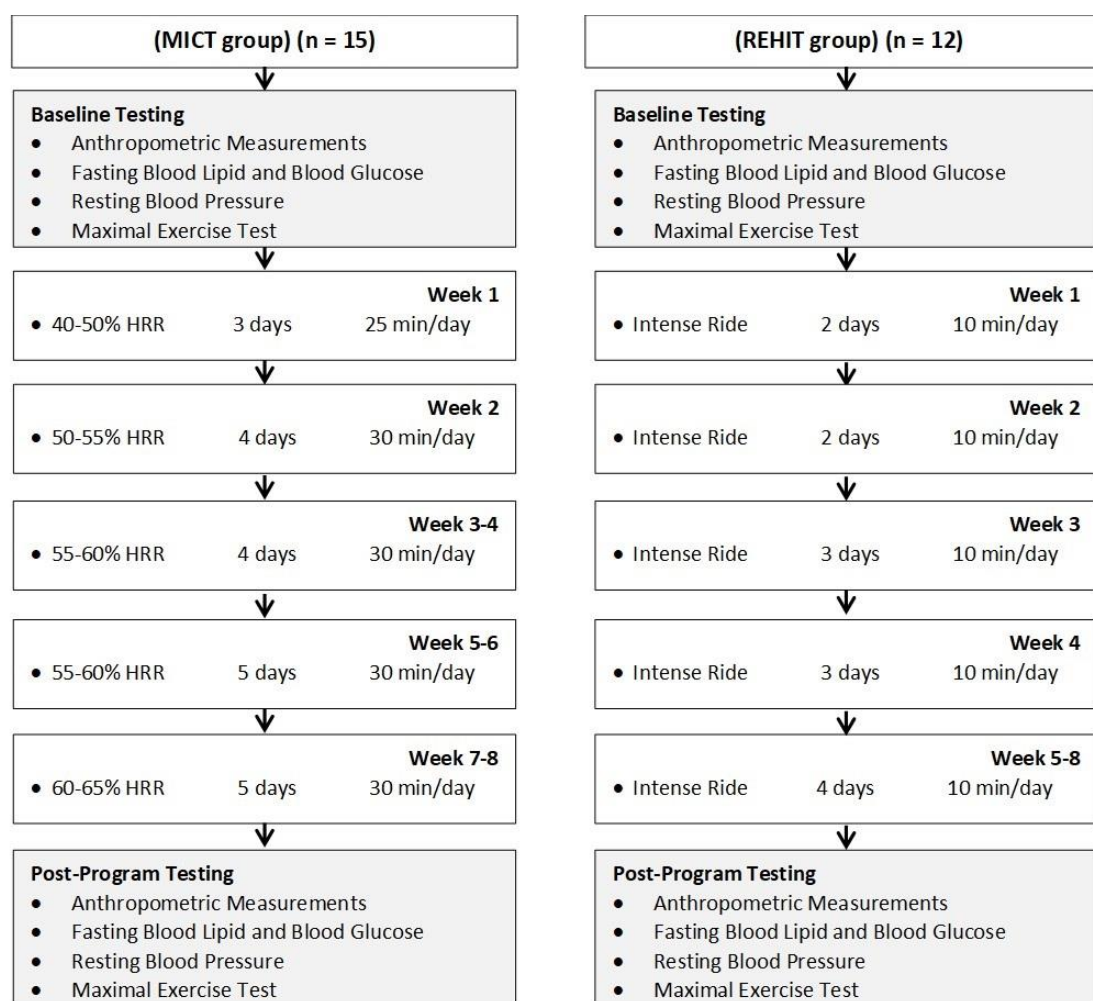 (MICT group) (n = 15)
Baseline Testing
• Anthropometric Measurements
• Fasting Blood Lipid and Blood Glucose
• Resting Blood Pressure
• Maximal Exercise Test
Week 1
• 40-50% HRR 3 days 25 min/day
Week 2
• 50-55% HRR 4 days 30 min/day
Week 3-4
• 55-60% HRR 4 days 30 min/day
Week 5-6
• 55-60% HRR 5 days 30 min/day
Week 7-8
• 60-65% HRR 5 days 30 min/day
Post-Program Testing
• Anthropometric Measurements
• Fasting Blood Lipid and Blood Glucose
• Resting Blood Pressure
• Maximal Exercise Test
(REHIT group) (n = 12)
Baseline Testing
• Anthropometric Measurements
• Fasting Blood Lipid and Blood Glucose
• Resting Blood Pressure
• Maximal Exercise Test
Week 1
• Intense Ride 2 days 10 min/day
Week 2
• Intense Ride 2 days 10 min/day
Week 3
• Intense Ride 3 days 10 min/day
Week 4
• Intense Ride 3 days 10 min/day
Week 5-8
• Intense Ride 4 days 10 min/day
Post-Program Testing
• Anthropometric Measurements
• Fasting Blood Lipid and Blood Glucose
• Resting Blood Pressure
• Maximal Exercise Test